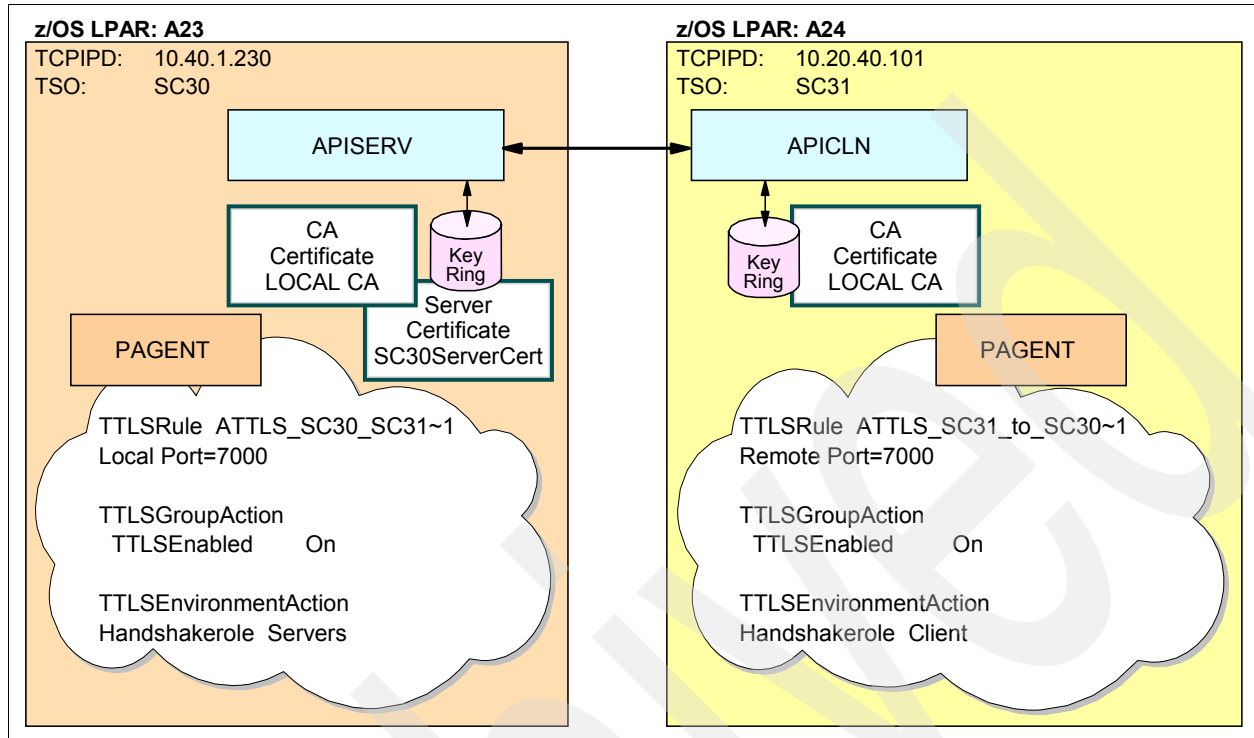 z/OS LPAR: A23
TCPIPD: 10.40.1.230
TSO: SC30
APISERV
CA
Certificate
LOCAL CA
Key
Ring
Server
Certificate
SC30ServerCert
PAGENT
TTLSRule ATTLS_SC30_SC31~1
Local Port=7000
TTLSGroupAction
TTLSEnabled On
TTLSEnvironmentAction
Handshakerole Servers
z/OS LPAR: A24
TCPIPD: 10.20.40.101
TSO: SC31
APICLN
Key
Ring
CA
Certificate
LOCAL CA
PAGENT
TTLSRule ATTLS_SC31_to_SC30~1
Remote Port=7000
TTLSGroupAction
TTLSEnabled On
TTLSEnvironmentAction
Handshakerole Client